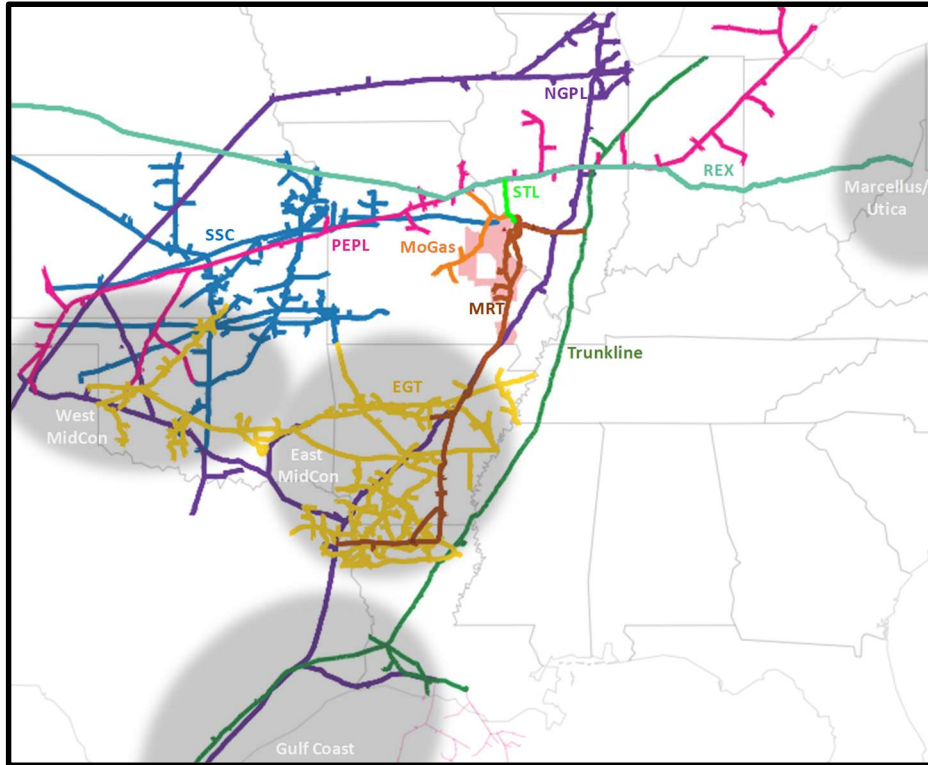 NGPL
REX
Marcellus/
Utica
STL
SSC
PEPL
MoGas
MRT
Trunkline
EGT
West
MidCon
East
MidCon
Gulf Coast